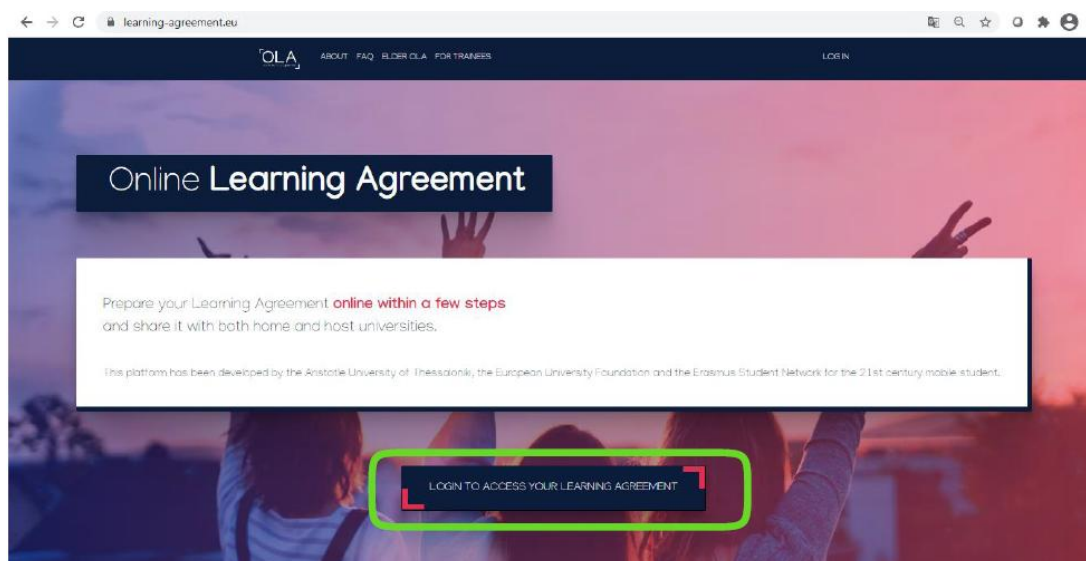 learning-agreement.eu
OLA ABOUT FAQ ELDER OLA FOR TRAINEES LOG IN
Online Learning Agreement
Prepare your Learning Agreement online within a few steps
and share it with both home and host universities.
This platform has been developed by the Aristotle University of Thessaloniki, the European University Foundation and the Erasmus Student Network for the 21st century mobile student.
LOGIN TO ACCESS YOUR LEARNING AGREEMENT